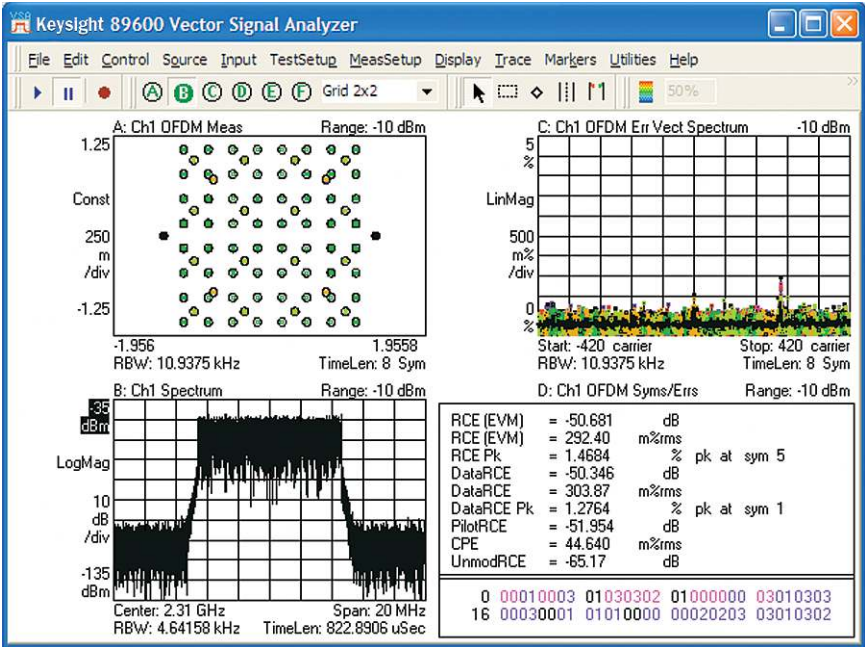 VSA
Keysight 89600 Vector Signal Analyzer
File Edit Control Source Input TestSetup MeasSetup Display Trace Markers Utilities Help
A B C D E F Grid 2x2 50%
A: Ch1 OFDM Meas Range: -10 dBm
1.25
Const
250
m
/div
-1.25
-1.956 1.9558
RBW: 10.9375 kHz TimeLen: 8 Sym
C: Ch1 OFDM Err Vect Spectrum -10 dBm
5
%
LinMag
500
m%
/div
0
%
Start: -420 carrier Stop: 420 carrier
RBW: 10.9375 kHz TimeLen: 8 Sym
B: Ch1 Spectrum Range: -10 dBm
-35
dBm
LogMag
10
dB
/div
-135
dBm
Center: 2.31 GHz Span: 20 MHz
RBW: 4.64158 kHz TimeLen: 822.8906 uSec
D: Ch1 OFDM Syms/Errs Range: -10 dBm
RCE (EVM) = -50.681 dB
RCE (EVM) = 292.40 m%rms
RCE Pk = 1.4684 % pk at sym 5
DataRCE = -50.346 dB
DataRCE = 303.87 m%rms
DataRCE Pk = 1.2764 % pk at sym 1
PilotRCE = -51.954 dB
CPE = 44.640 m%rms
UnmodRCE = -65.17 dB
0 00010003 01030302 01000000 03010303
16 00030001 01010000 00020203 03010302